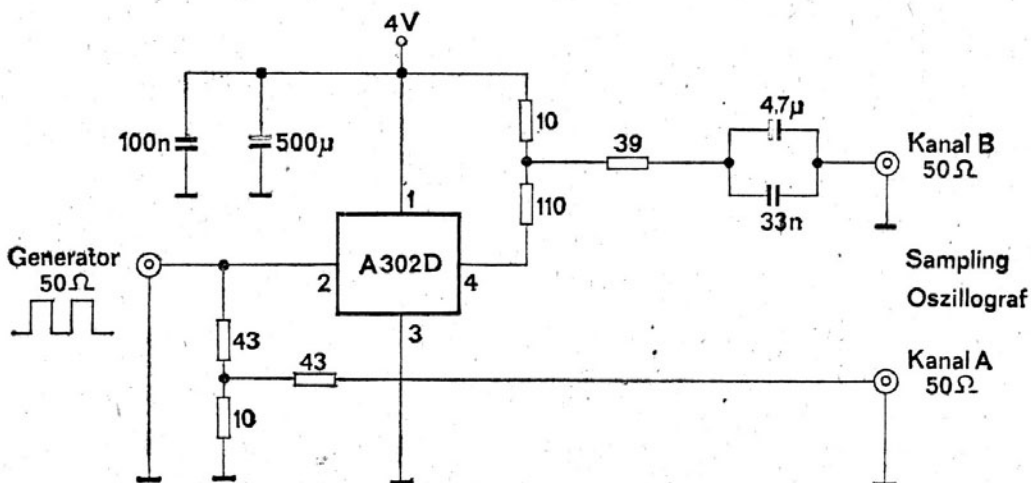 4V
100n
500µ
10
39
4,7µ
33n
Kanal B
50Ω
110
1
Generator
50Ω
2
A302D
4
3
Sampling
Oszillograf
43
43
10
Kanal A
50Ω